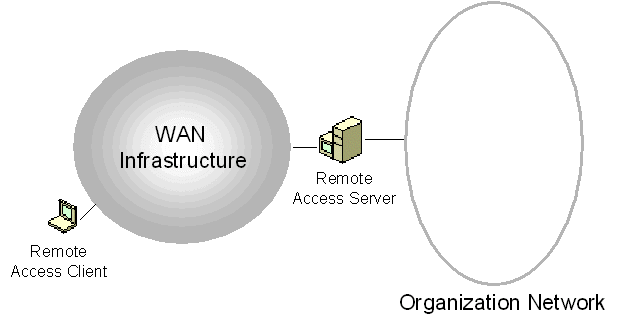 WAN
Infrastructure
Remote
Access Server
Remote
Access Client
Organization Network